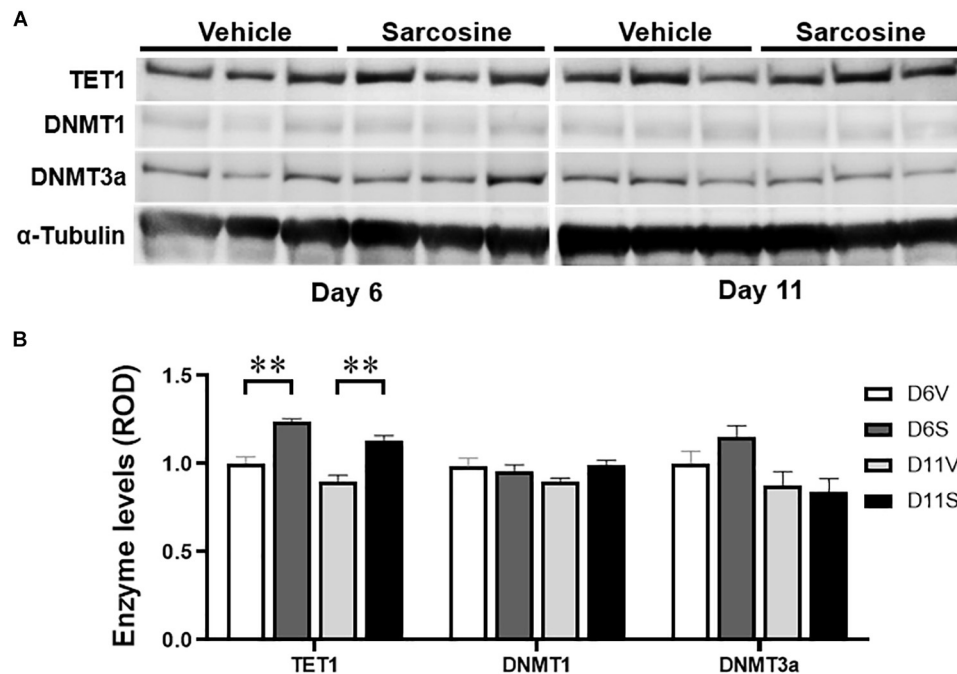 A
Vehicle Sarcosine Vehicle Sarcosine
TET1
DNMT1
DNMT3a
α-Tubulin
Day 6 Day 11
B
Enzyme levels (ROD)
1.5
1.0
0.5
0.0
** **
TET1 DNMT1 DNMT3a
D6V
D6S
D11V
D11S